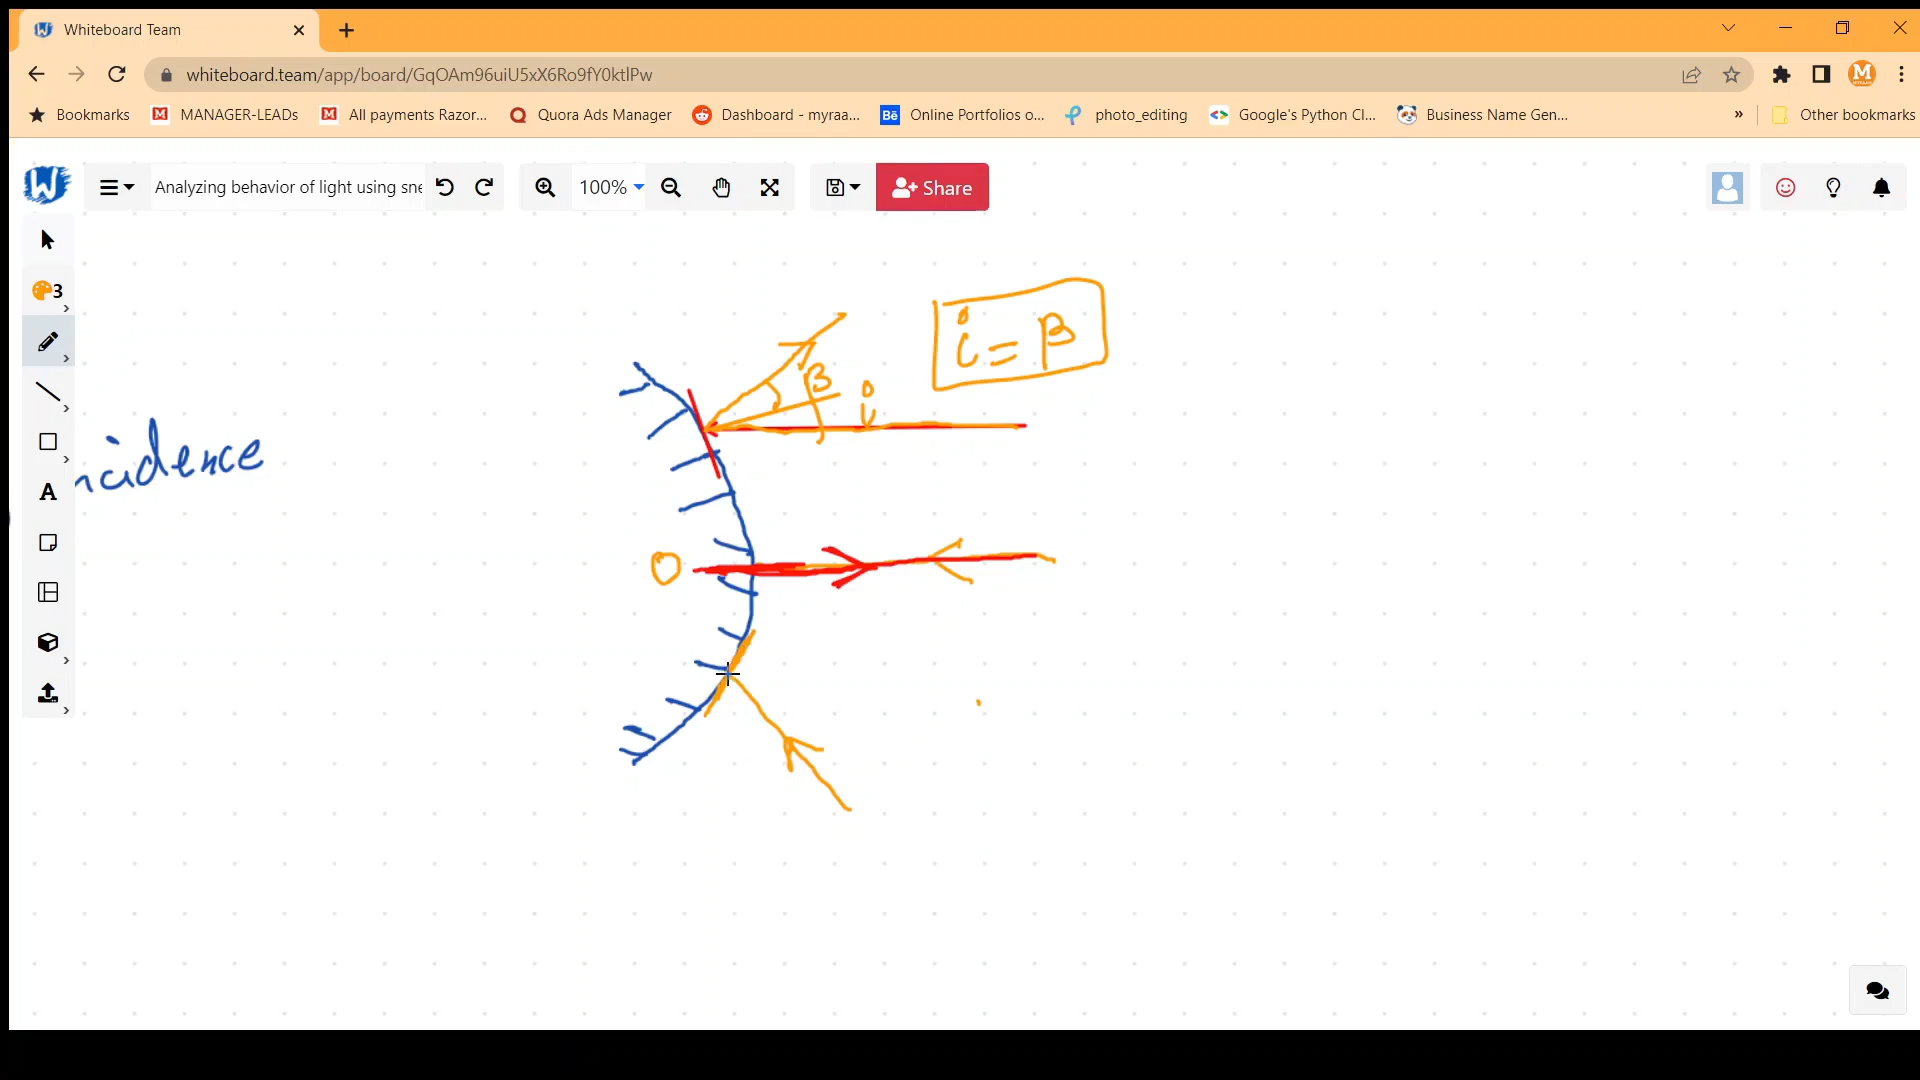 Whiteboard Team
whiteboard.team/app/board/GqOAm96uiU5xX6Ro9fY0ktlPw
Bookmarks
MANAGER-LEADs
All payments Razor...
Quora Ads Manager
Dashboard - myraa...
Online Portfolios o...
photo_editing
Google's Python Cl...
Business Name Gen...
»
Other bookmarks
Analyzing behavior of light using sne
100%
Share
3
A
i = β
β
i
ncidence
O